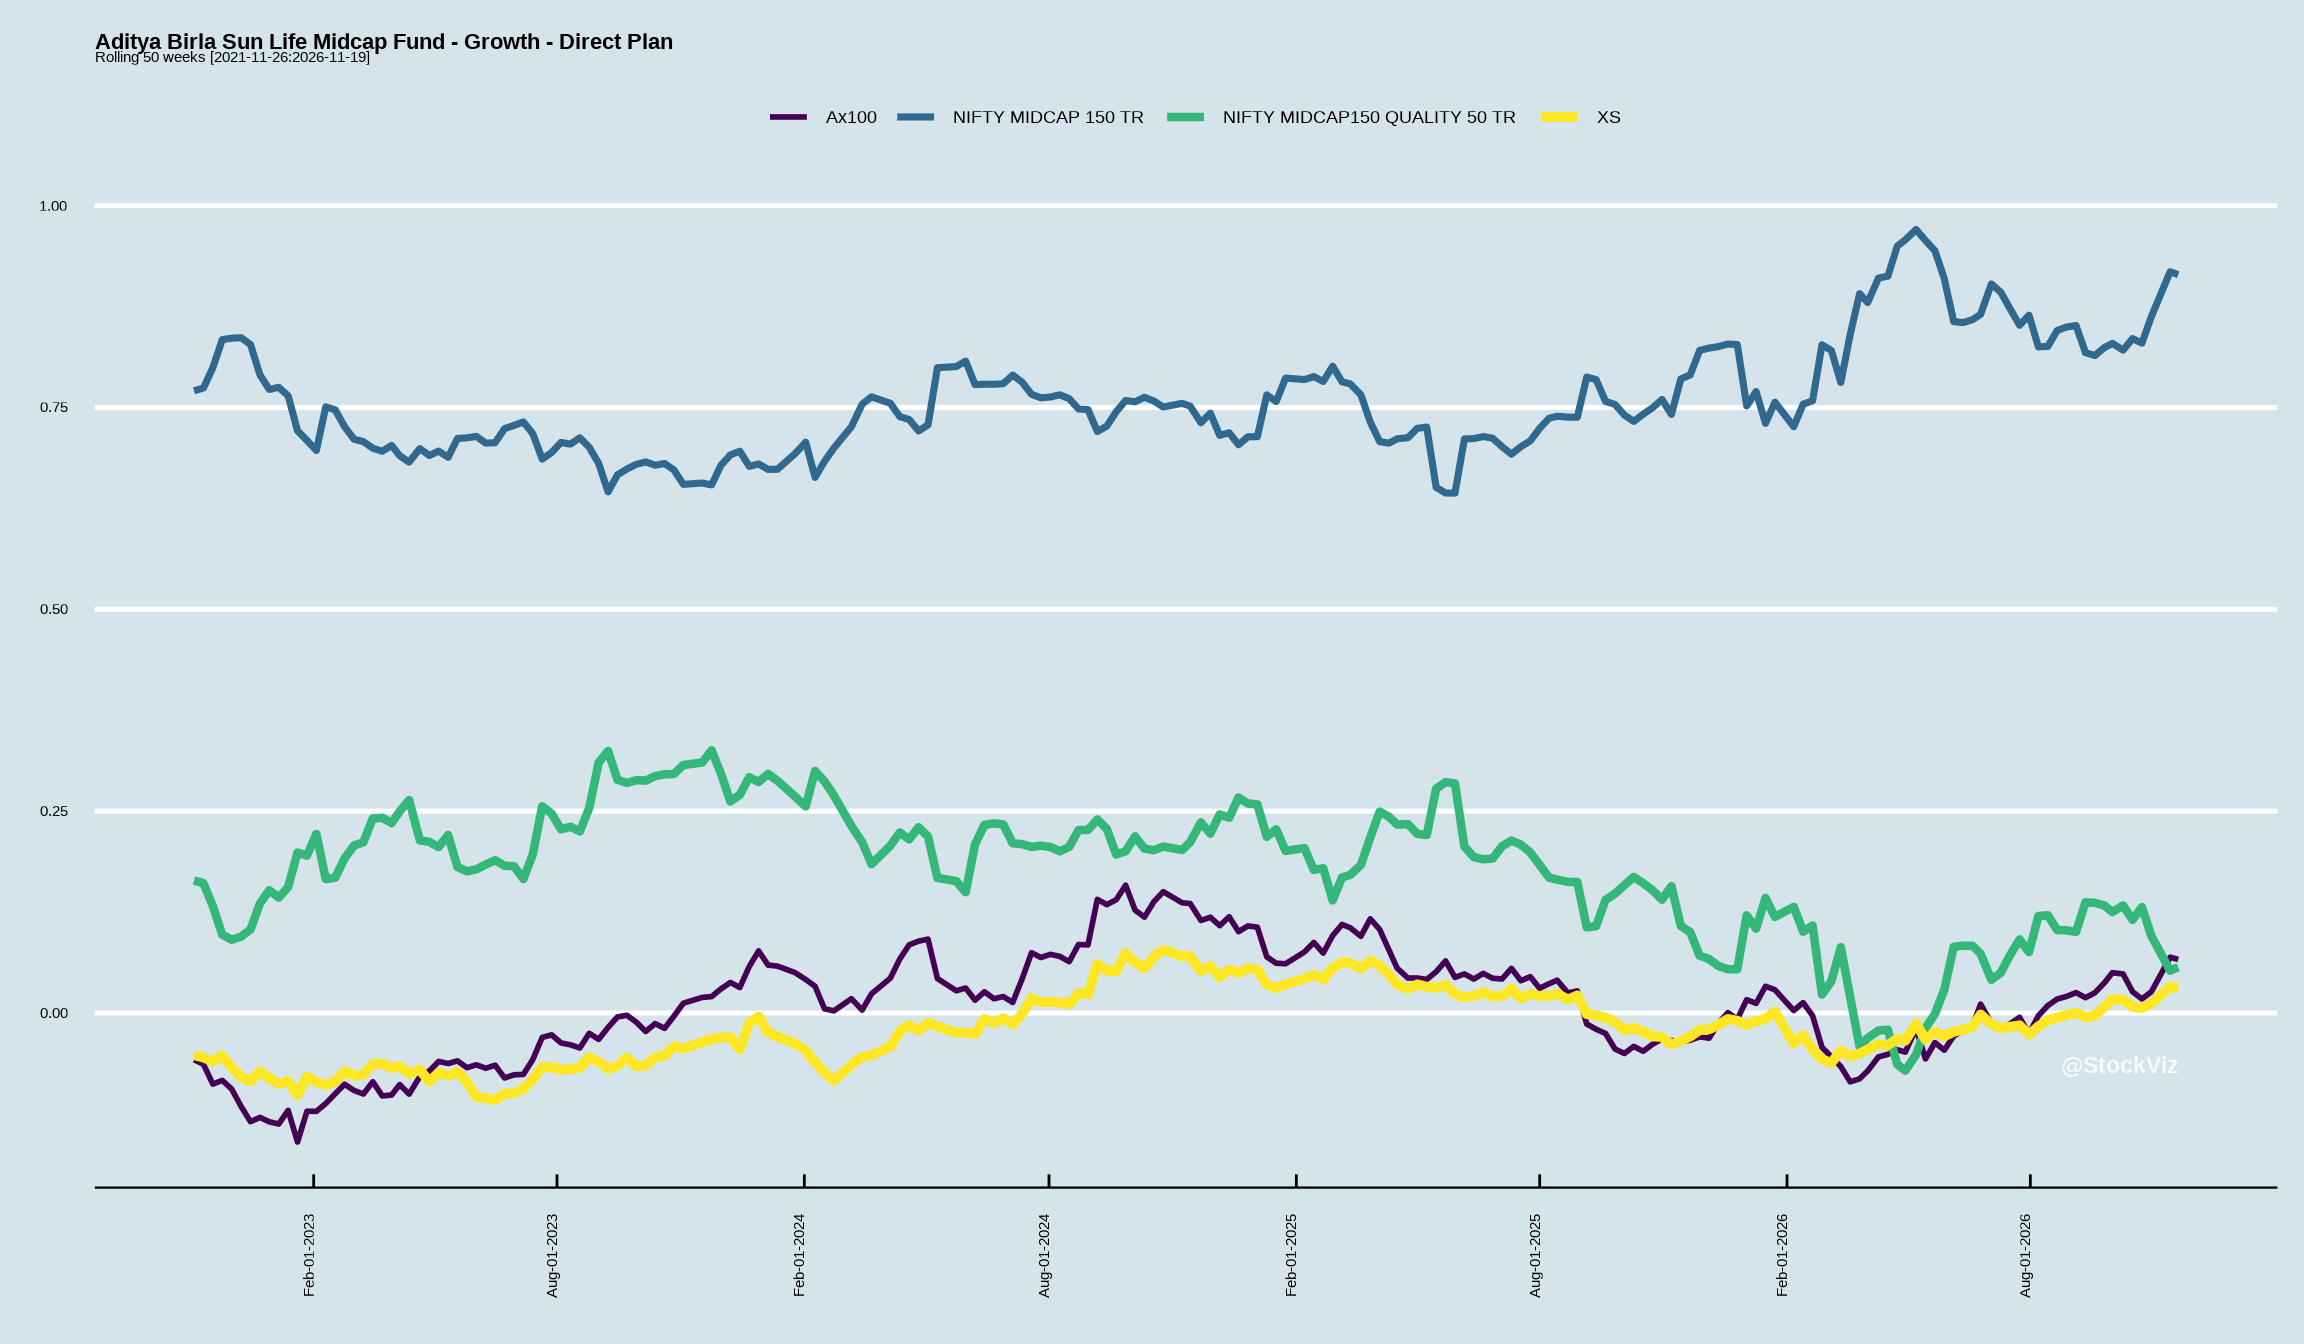 Aditya Birla Sun Life Midcap Fund - Growth - Direct Plan
Rolling 50 weeks [2021-11-26:2026-11-19]
Ax100 NIFTY MIDCAP 150 TR NIFTY MIDCAP150 QUALITY 50 TR XS
1.00
0.75
0.50
0.25
0.00
@StockViz
Feb-01-2023 Aug-01-2023 Feb-01-2024 Aug-01-2024 Feb-01-2025 Aug-01-2025 Feb-01-2026 Aug-01-2026